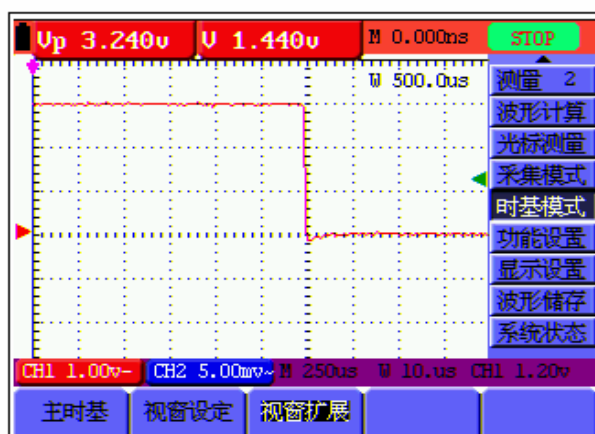 Vp 3.240v V 1.440v M 0.000ns STOP
W 500.0us
测量 2
波形计算
光标测量
采集模式
时基模式
功能设置
显示设置
波形储存
系统状态
CH1 1.00v- CH2 5.00mv~ M 250us W 10.us CH1 1.20v
主时基 视窗设定 视窗扩展